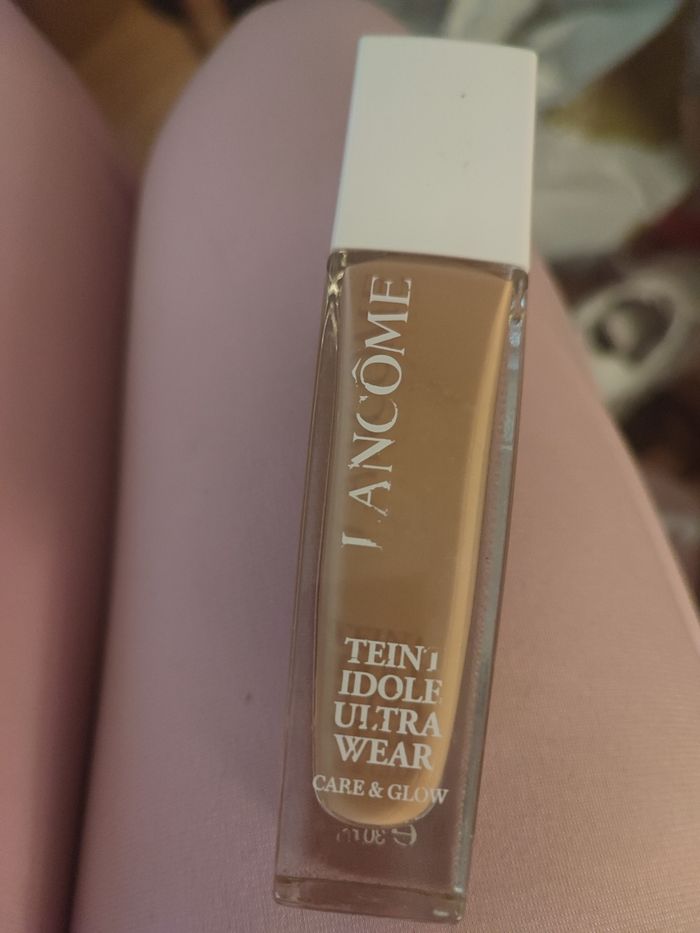 LANCÔME
TEINT
IDOLE
ULTRA
WEAR
CARE & GLOW